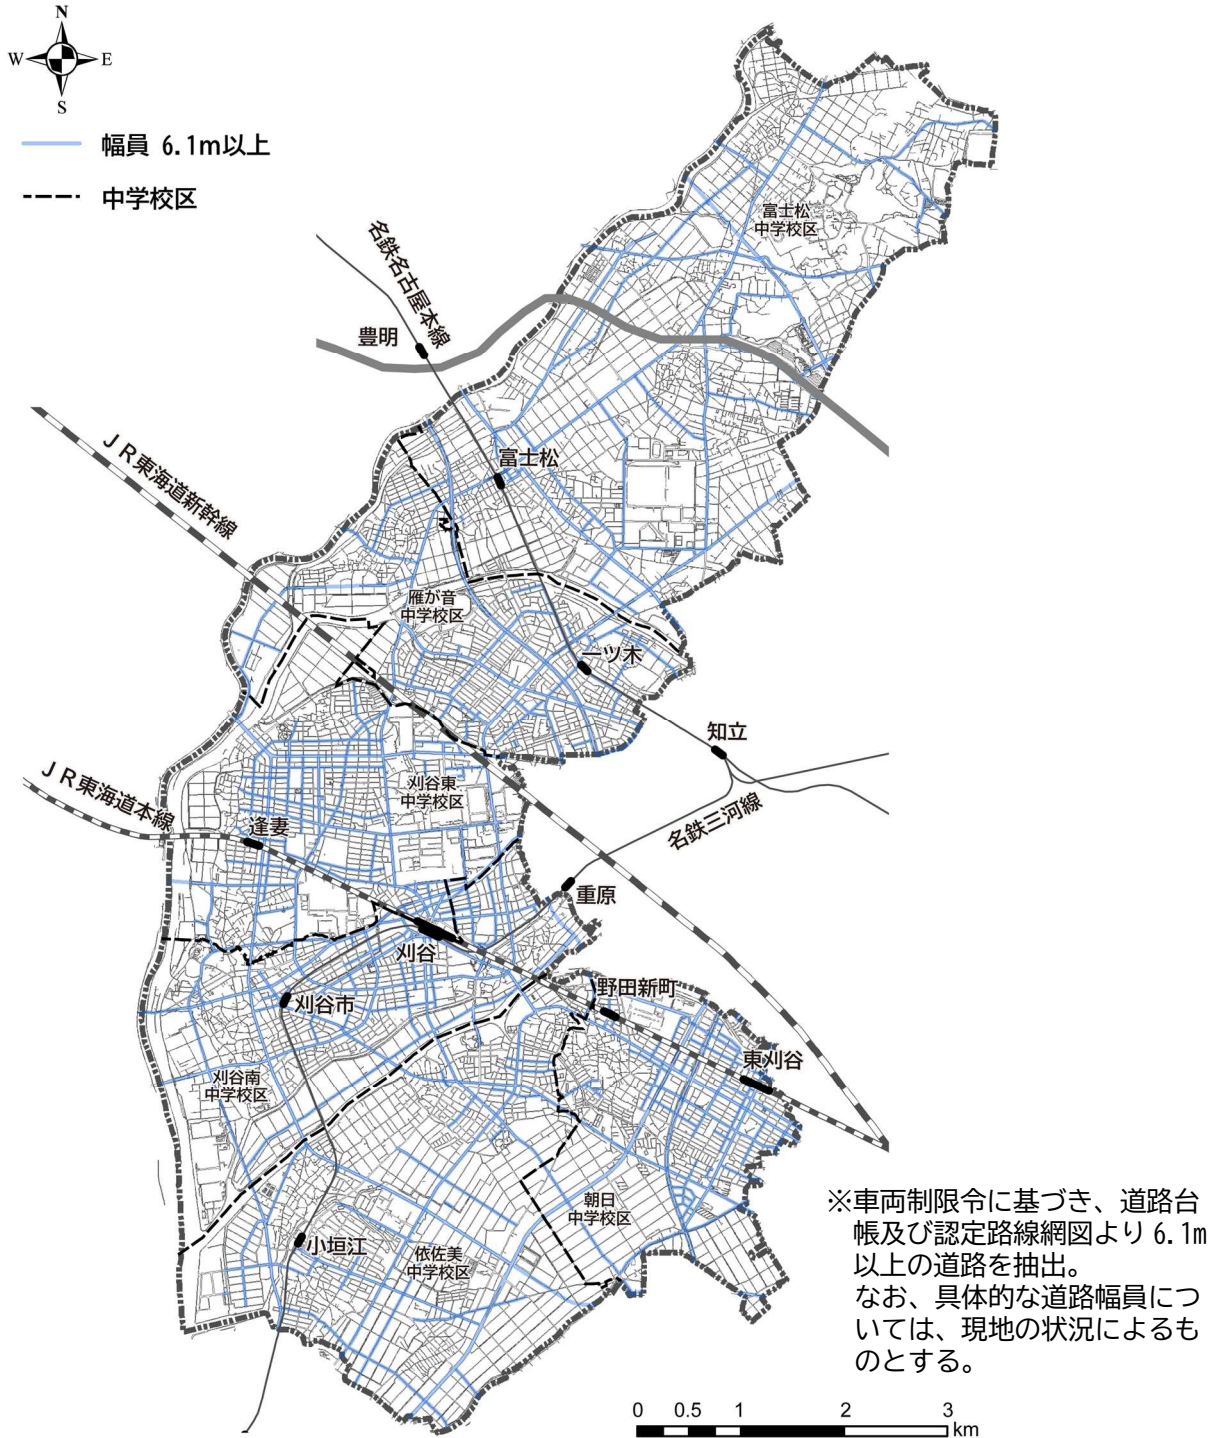 N
W
E
S
幅員 6.1m以上
中学校区
富士松
中学校区
名鉄名古屋本線
豊明
JR東海道新幹線
富士松
雁が音
中学校区
一ツ木
知立
JR東海道本線
刈谷東
中学校区
逢妻
名鉄三河線
重原
刈谷
野田新町
刈谷市
東刈谷
刈谷南
中学校区
朝日
中学校区
小垣江
依佐美
中学校区
※車両制限令に基づき、道路台
帳及び認定路線網図より 6.1m
以上の道路を抽出。
なお、具体的な道路幅員につ
いては、現地の状況によるも
のとする。
0 0.5 1 2 3
km